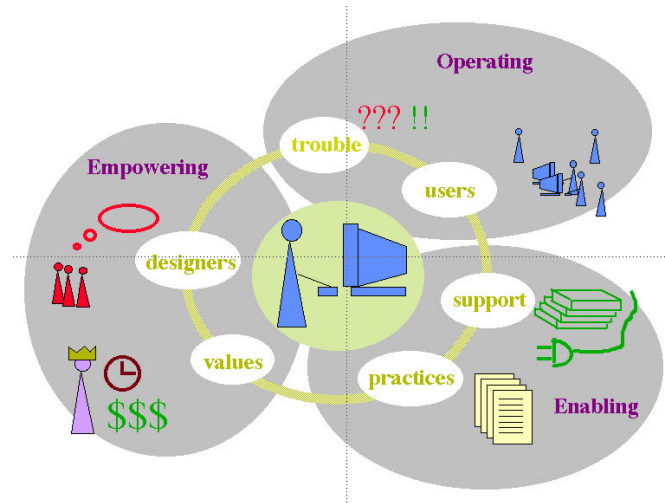 Operating
??? !!
trouble
Empowering
users
designers
support
values
practices
$$$
Enabling